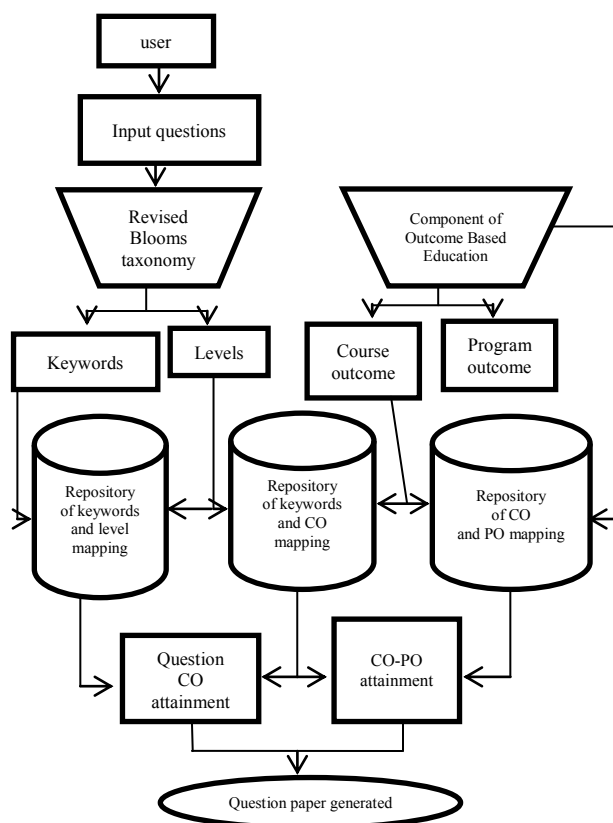 user
Input questions
Revised
Blooms
taxonomy
Component of
Outcome Based
Education
Keywords
Levels
Course
outcome
Program
outcome
Repository
of keywords
and level
mapping
Repository
of keywords
and CO
mapping
Repository
of CO
and PO mapping
Question
CO
attainment
CO-PO
attainment
Question paper generated